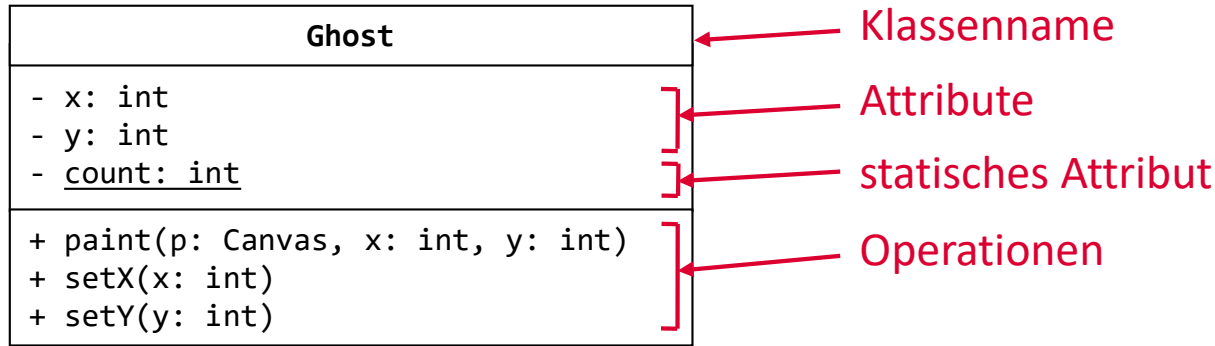 Ghost
Klassenname
- x: int
- y: int
- count: int
Attribute
statisches Attribut
+ paint(p: Canvas, x: int, y: int)
+ setX(x: int)
+ setY(y: int)
Operationen